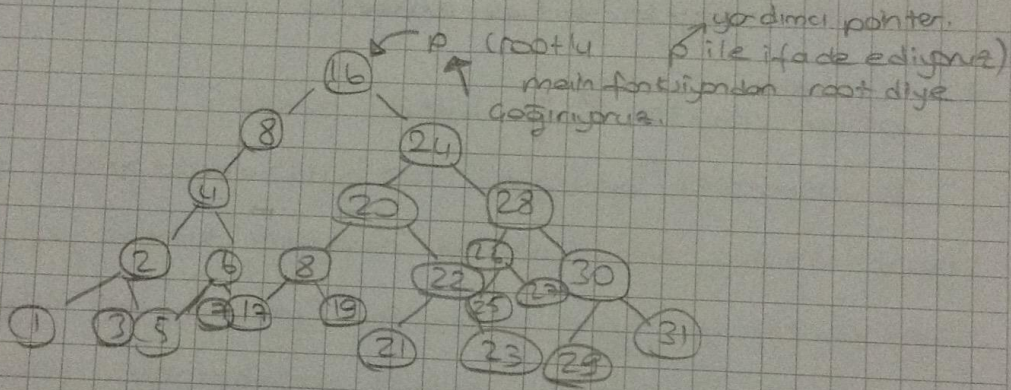 yardımcı pointer.
p (root'u p ile ifade ediyoruz)
16 main fonksiyondan root diye
çağırıyoruz.
8 24
4 20 28
2 6 8 22 26 30
1 3 5 7 17 19 25 27
21 23 29 31